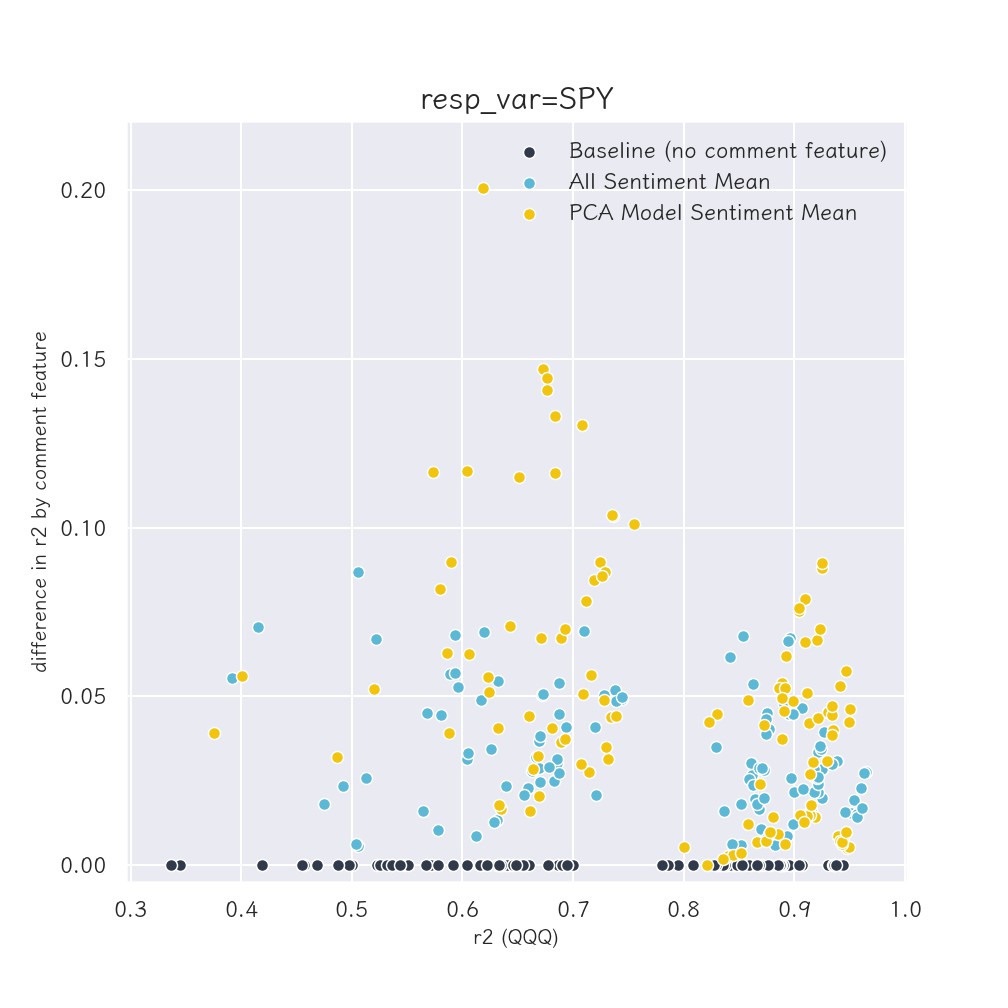 resp_var=SPY
Baseline (no comment feature)
All Sentiment Mean
PCA Model Sentiment Mean
difference in r2 by comment feature
0.20
0.15
0.10
0.05
0.00
0.3 0.4 0.5 0.6 0.7 0.8 0.9 1.0
r2 (QQQ)